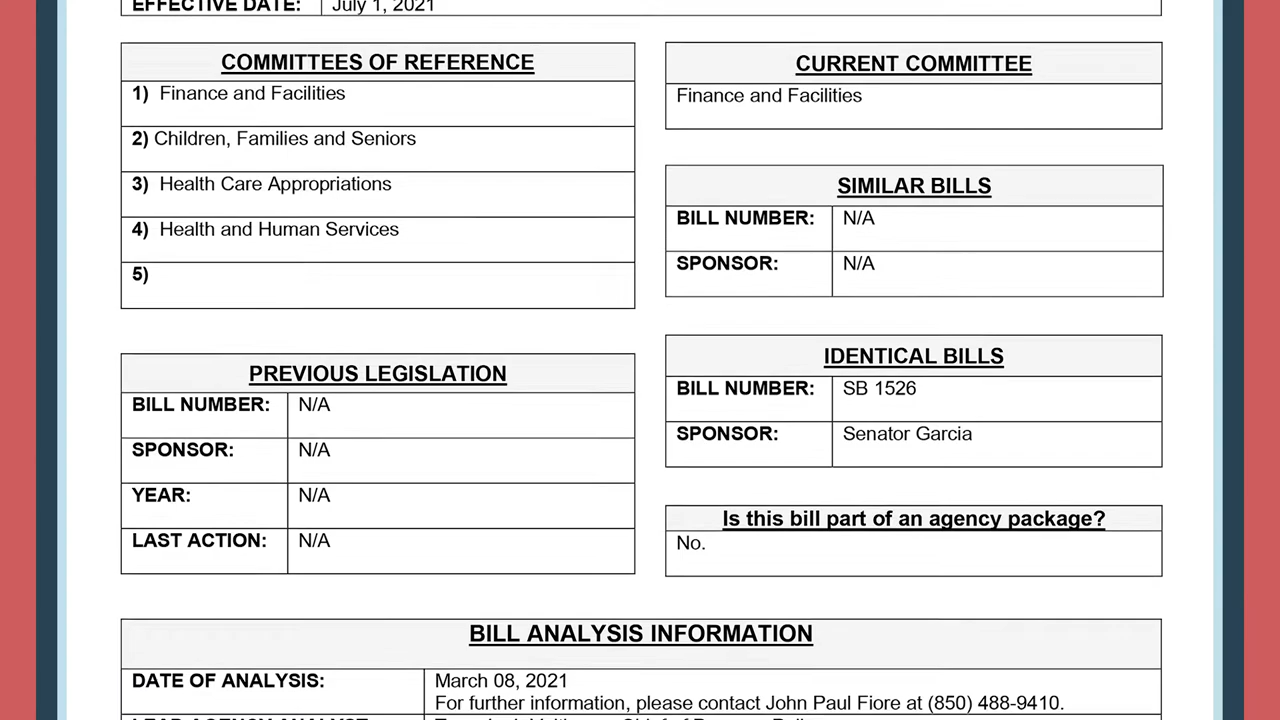 EFFECTIVE DATE: July 1, 2021
COMMITTEES OF REFERENCE
1) Finance and Facilities
2) Children, Families and Seniors
3) Health Care Appropriations
4) Health and Human Services
5)
CURRENT COMMITTEE
Finance and Facilities
SIMILAR BILLS
BILL NUMBER: N/A
SPONSOR: N/A
PREVIOUS LEGISLATION
BILL NUMBER: N/A
SPONSOR: N/A
YEAR: N/A
LAST ACTION: N/A
IDENTICAL BILLS
BILL NUMBER: SB 1526
SPONSOR: Senator Garcia
Is this bill part of an agency package?
No.
BILL ANALYSIS INFORMATION
DATE OF ANALYSIS: March 08, 2021
For further information, please contact John Paul Fiore at (850) 488-9410.
LEAD AGENCY ANALYST